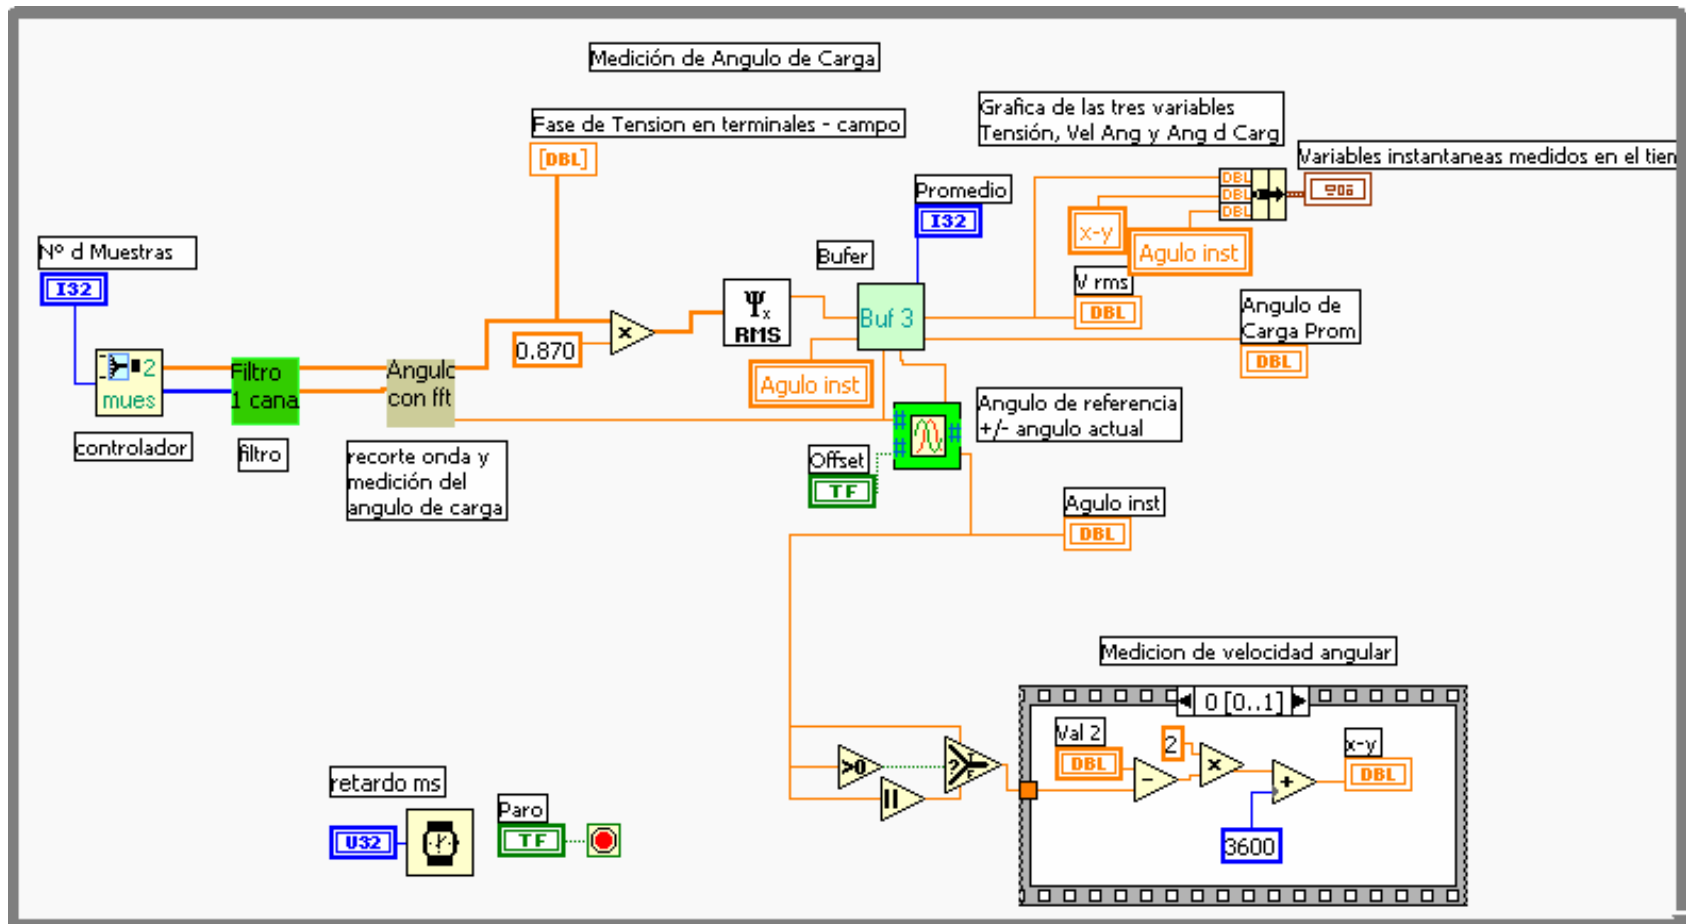 Medición de Angulo de Carga
Fase de Tension en terminales - campo
[DBL]
Grafica de las tres variables
Tensión, Vel Ang y Ang d Carg
Variables instantaneas medidos en el tien
DBL
DBL
DBL
Promedio
I32
x-y
Agulo inst
Nº d Muestras
I32
Bufer
V rms
DBL
Angulo de
Carga Prom
DBL
Ψx
RMS
Buf 3
0.870
Agulo inst
2
mues
Filtro
1 cana
Angulo
con fft
controlador
filtro
recorte onda y
medición del
angulo de carga
Angulo de referencia
+/- angulo actual
Offset
TF
Agulo inst
DBL
Medicion de velocidad angular
0 [0..1]
Val 2
DBL
2
x
-
+
x-y
DBL
3600
>0
?
T
F
||
x
retardo ms
U32
Paro
TF